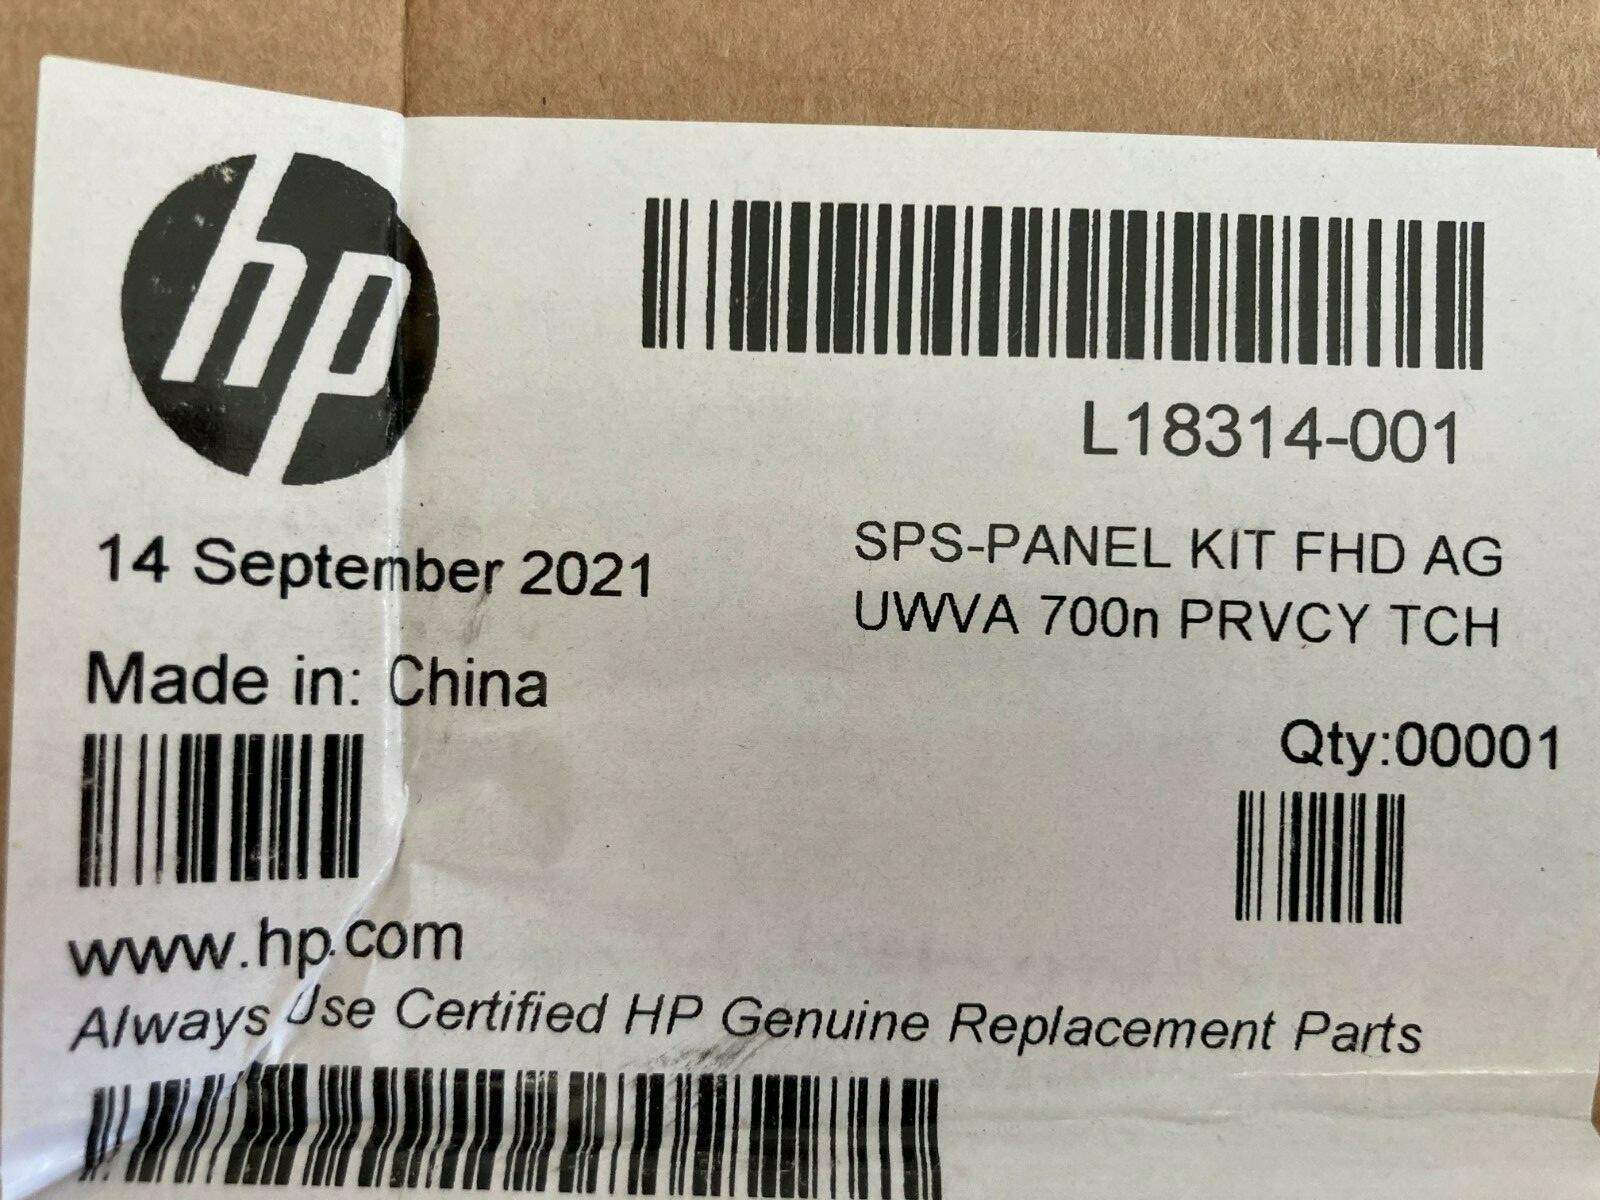 hp
L18314-001
14 September 2021
SPS-PANEL KIT FHD AG
UWVA 700n PRVCY TCH
Made in: China
Qty:00001
www.hp.com
Always Use Certified HP Genuine Replacement Parts